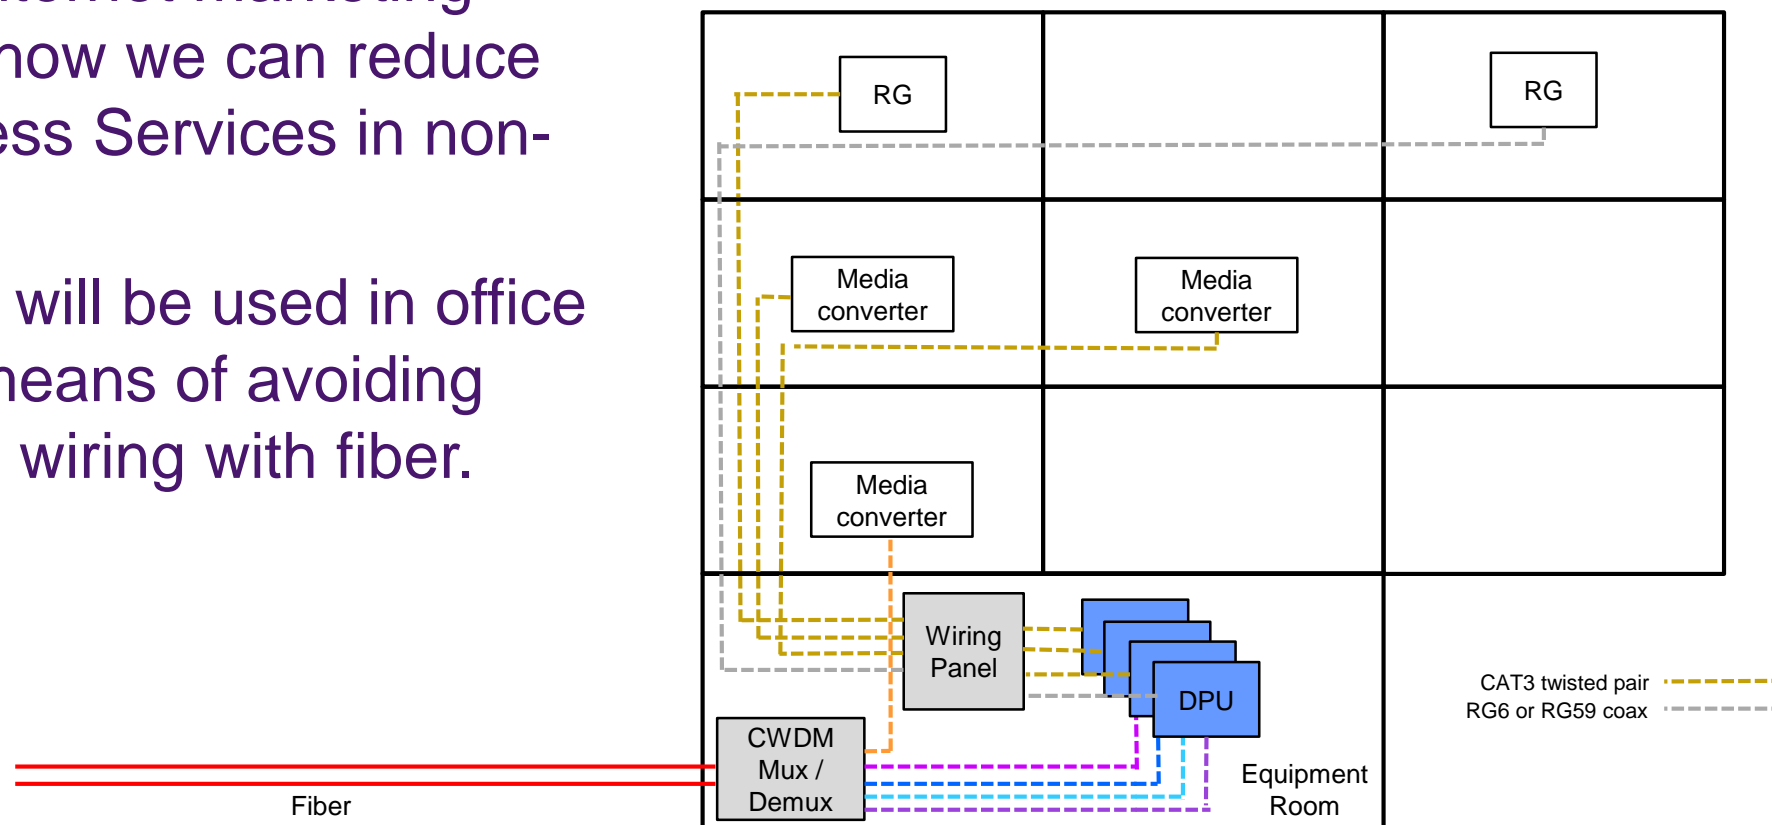 now we can reduce
ess Services in non-
will be used in office
neans of avoiding
wiring with fiber.
RG
RG
Media
converter
Media
converter
Media
converter
Wiring
Panel
DPU
CWDM
Mux /
Demux
Equipment
Room
Fiber
CAT3 twisted pair
RG6 or RG59 coax